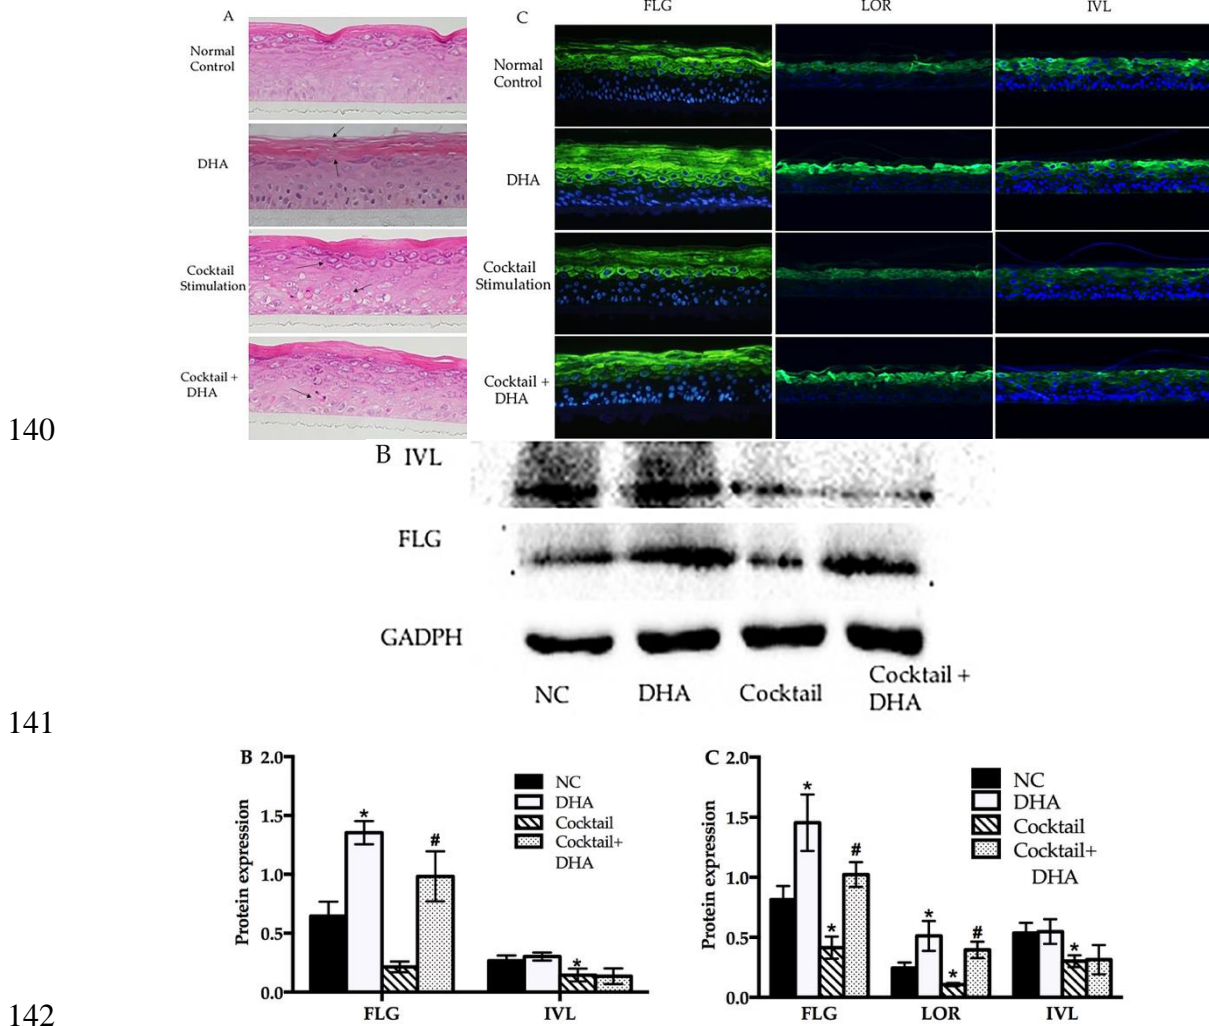 A
C
FLG
LOR
IVL
Normal
Control
DHA
Cocktail
Stimulation
Cocktail +
DHA
Normal
Control
DHA
Cocktail
Stimulation
Cocktail +
DHA
140
B
IVL
FLG
GADPH
NC
DHA
Cocktail
Cocktail +
DHA
141
B
2.0
1.5
1.0
0.5
0.0
Protein expression
*
#
*
NC
DHA
Cocktail
Cocktail+
DHA
FLG
IVL
C
2.0
1.5
1.0
0.5
0.0
Protein expression
*
*
#
*
*
#
*
NC
DHA
Cocktail
Cocktail+
DHA
FLG
LOR
IVL
142